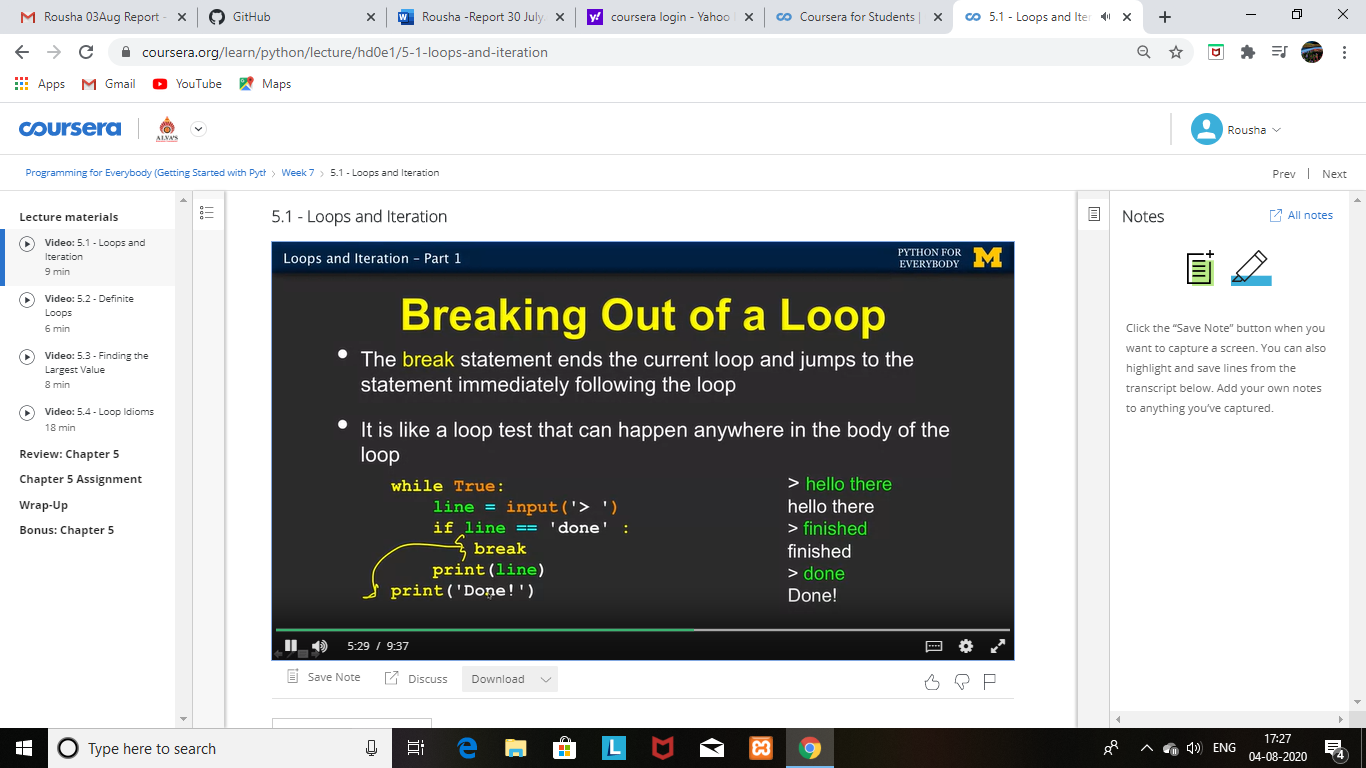 Rousha 03Aug Report -
GitHub
Rousha -Report 30 July.
coursera login - Yahoo
Coursera for Students |
5.1 - Loops and Iter
coursera.org/learn/python/lecture/hd0e1/5-1-loops-and-iteration
Apps
Gmail
YouTube
Maps
coursera
ALVA'S
Rousha
Programming for Everybody (Getting Started with Pyth
Week 7
5.1 - Loops and Iteration
Prev
Next
Lecture materials
Video: 5.1 - Loops and
Iteration
9 min
Video: 5.2 - Definite
Loops
6 min
Video: 5.3 - Finding the
Largest Value
8 min
Video: 5.4 - Loop Idioms
18 min
Review: Chapter 5
Chapter 5 Assignment
Wrap-Up
Bonus: Chapter 5
5.1 - Loops and Iteration
Loops and Iteration – Part 1
PYTHON FOR
EVERYBODY
M
Breaking Out of a Loop
• The break statement ends the current loop and jumps to the
statement immediately following the loop
• It is like a loop test that can happen anywhere in the body of the
loop
while True:
line = input('> ')
if line == 'done' :
break
print(line)
print('Done!')
> hello there
hello there
> finished
finished
> done
Done!
5:29 / 9:37
Save Note
Discuss
Download
Notes
All notes
Click the “Save Note” button when you
want to capture a screen. You can also
highlight and save lines from the
transcript below. Add your own notes
to anything you’ve captured.
Type here to search
L
ENG
17:27
04-08-2020
4